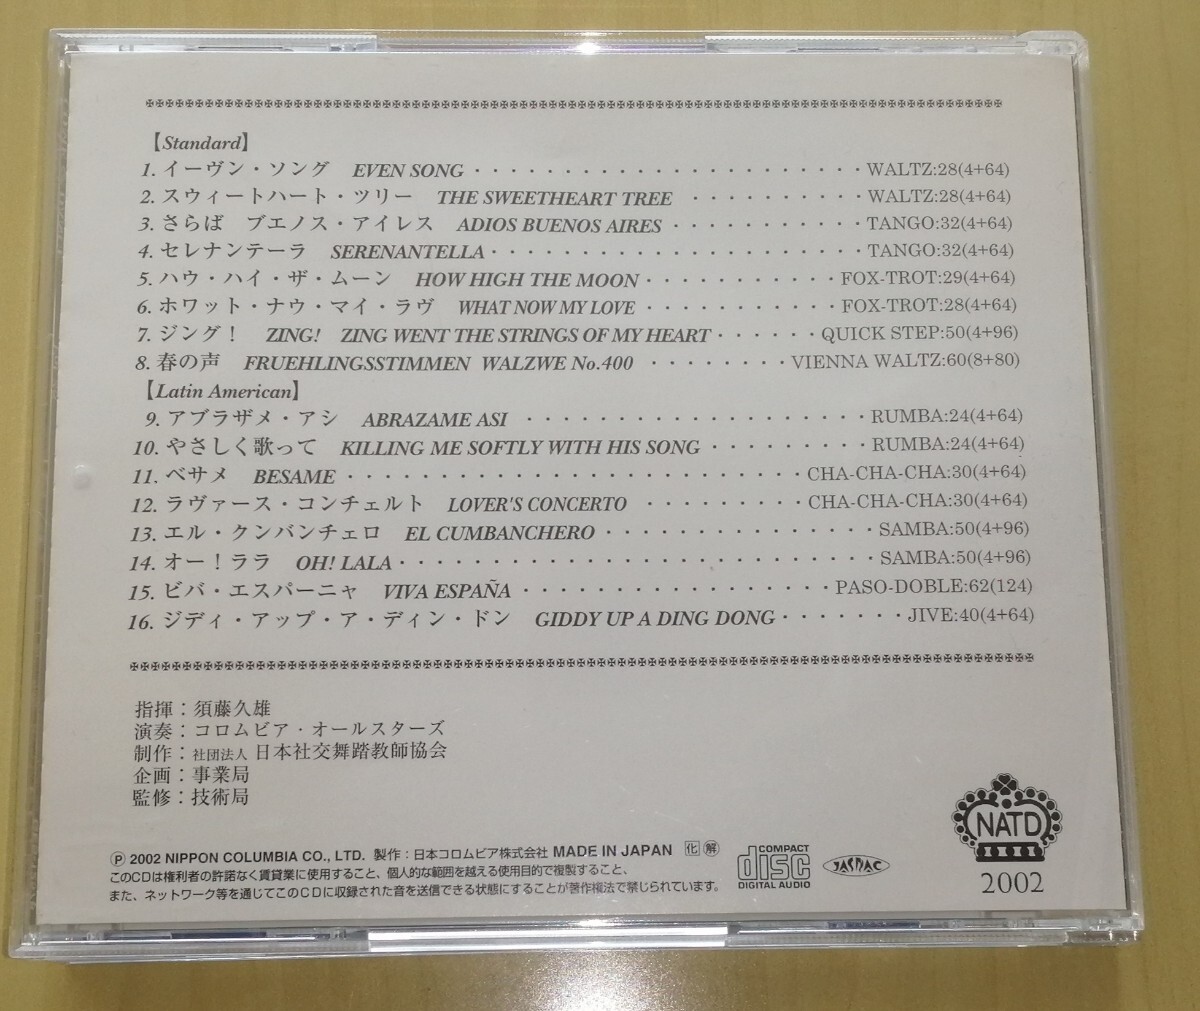 【Standard】
1. イーヴン・ソング EVEN SONG ・・・・・・・・・・・・・・・・・・・・・・・ WALTZ:28(4+64)
2. スウィートハート・ツリー THE SWEETHEART TREE ・・・・・・・・・・ WALTZ:28(4+64)
3. さらば ブエノス・アイレス ADIOS BUENOS AIRES ・・・・・・・・・・・ TANGO:32(4+64)
4. セレナンテーラ SERENANTELLA ・・・・・・・・・・・・・・・・・・・・・・ TANGO:32(4+64)
5. ハウ・ハイ・ザ・ムーン HOW HIGH THE MOON ・・・・・・・・・・・ FOX-TROT:29(4+64)
6. ホワット・ナウ・マイ・ラヴ WHAT NOW MY LOVE ・・・・・・・・・・・ FOX-TROT:28(4+64)
7. ジング！ ZING! ZING WENT THE STRINGS OF MY HEART ・・・・・・ QUICK STEP:50(4+96)
8. 春の声 FRUEHLINGSSTIMMEN WALZWE No.400 ・・・・・・・・ VIENNA WALTZ:60(8+80)
【Latin American】
9. アブラザメ・アシ ABRAZAME ASI ・・・・・・・・・・・・・・・・・・・ RUMBA:24(4+64)
10. やさしく歌って KILLING ME SOFTLY WITH HIS SONG ・・・・・・・・・ RUMBA:24(4+64)
11. ベサメ BESAME ・・・・・・・・・・・・・・・・・・・・・・・・・・・ CHA-CHA-CHA:30(4+64)
12. ラヴァース・コンチェルト LOVER'S CONCERTO ・・・・・・・・・ CHA-CHA-CHA:30(4+64)
13. エル・クンバンチェロ EL CUMBANCHERO ・・・・・・・・・・・・・・・・ SAMBA:50(4+96)
14. オー！ララ OH! LALA ・・・・・・・・・・・・・・・・・・・・・・・・・・・・ SAMBA:50(4+96)
15. ビバ・エスパーニャ VIVA ESPAÑA ・・・・・・・・・・・・・・・・・・ PASO-DOBLE:62(124)
16. ジディ・アップ・ア・ディン・ドン GIDDY UP A DING DONG ・・・・・・・ JIVE:40(4+64)
指揮：須藤久雄
演奏：コロムビア・オールスターズ
制作：社団法人 日本社交舞踏教師協会
企画：事業局
監修：技術局
NATD
2002
Ⓟ 2002 NIPPON COLUMBIA CO., LTD. 製作：日本コロムビア株式会社 MADE IN JAPAN 化 解
このCDは権利者の許諾なく賃貸業に使用すること、個人的な範囲を越える使用目的で複製すること、
また、ネットワーク等を通じてこのCDに収録された音を送信できる状態にすることが著作権法で禁じられています。
COMPACT
disc
DIGITAL AUDIO
JASRAC